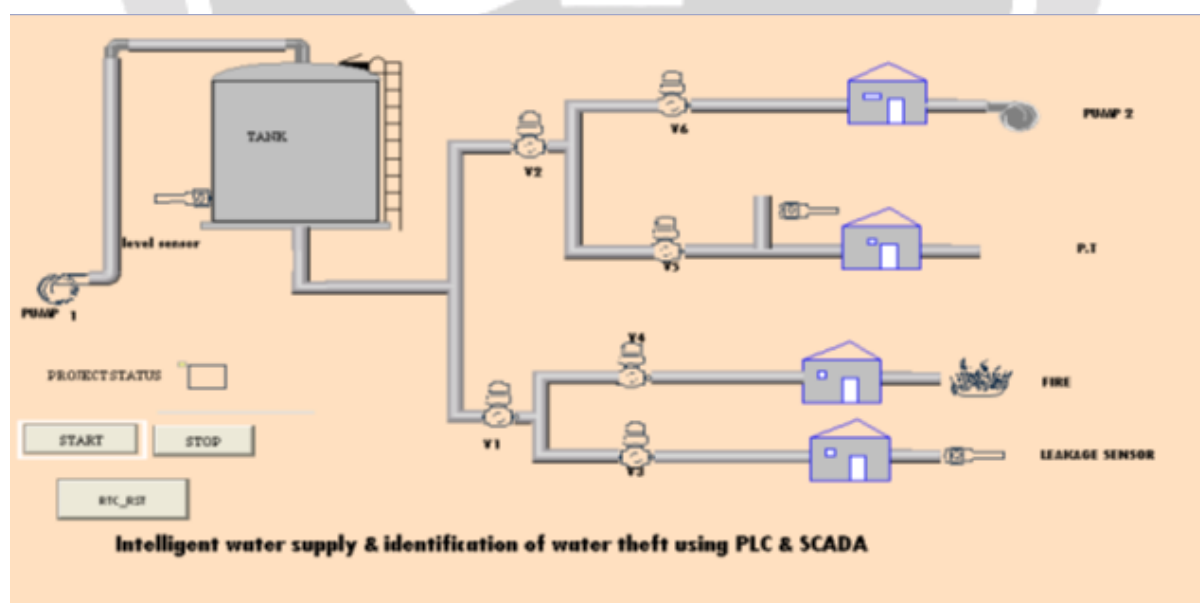 TANK
V6
PUMP 2
V2
level sensor
V5
P.T
PUMP 1
V4
PROJECT STATUS
FIRE
START
STOP
V1
V3
LEAKAGE SENSOR
RTC_RST
Intelligent water supply & identification of water theft using PLC & SCADA